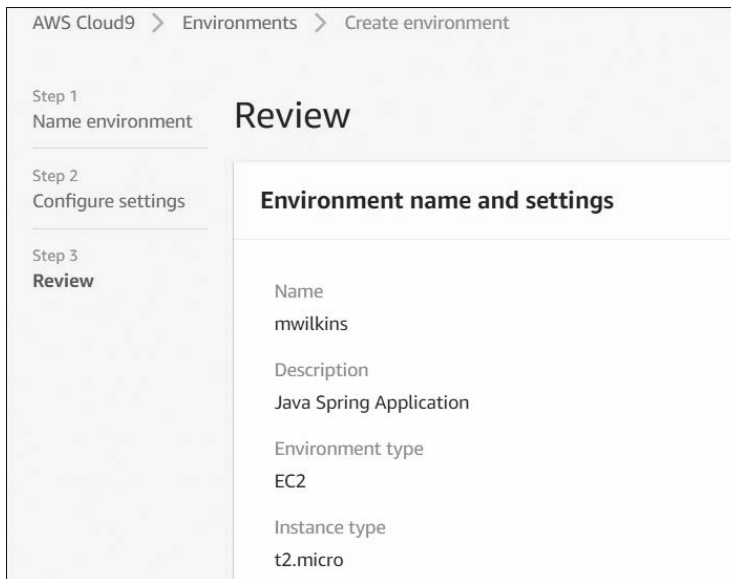 AWS Cloud9 > Environments > Create environment
Step 1
Name environment
Step 2
Configure settings
Step 3
Review
Review
Environment name and settings
Name
mwilkins
Description
Java Spring Application
Environment type
EC2
Instance type
t2.micro